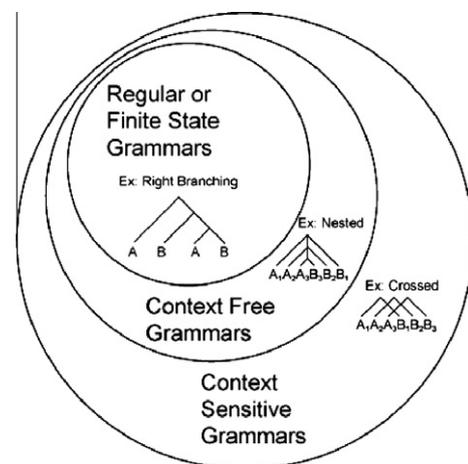 Regular or
Finite State
Grammars
Ex: Right Branching
A B A B
Ex: Nested
A₁A₂A₃B₃B₂B₁
Ex: Crossed
A₁A₂A₃B₁B₂B₃
Context Free
Grammars
Context
Sensitive
Grammars